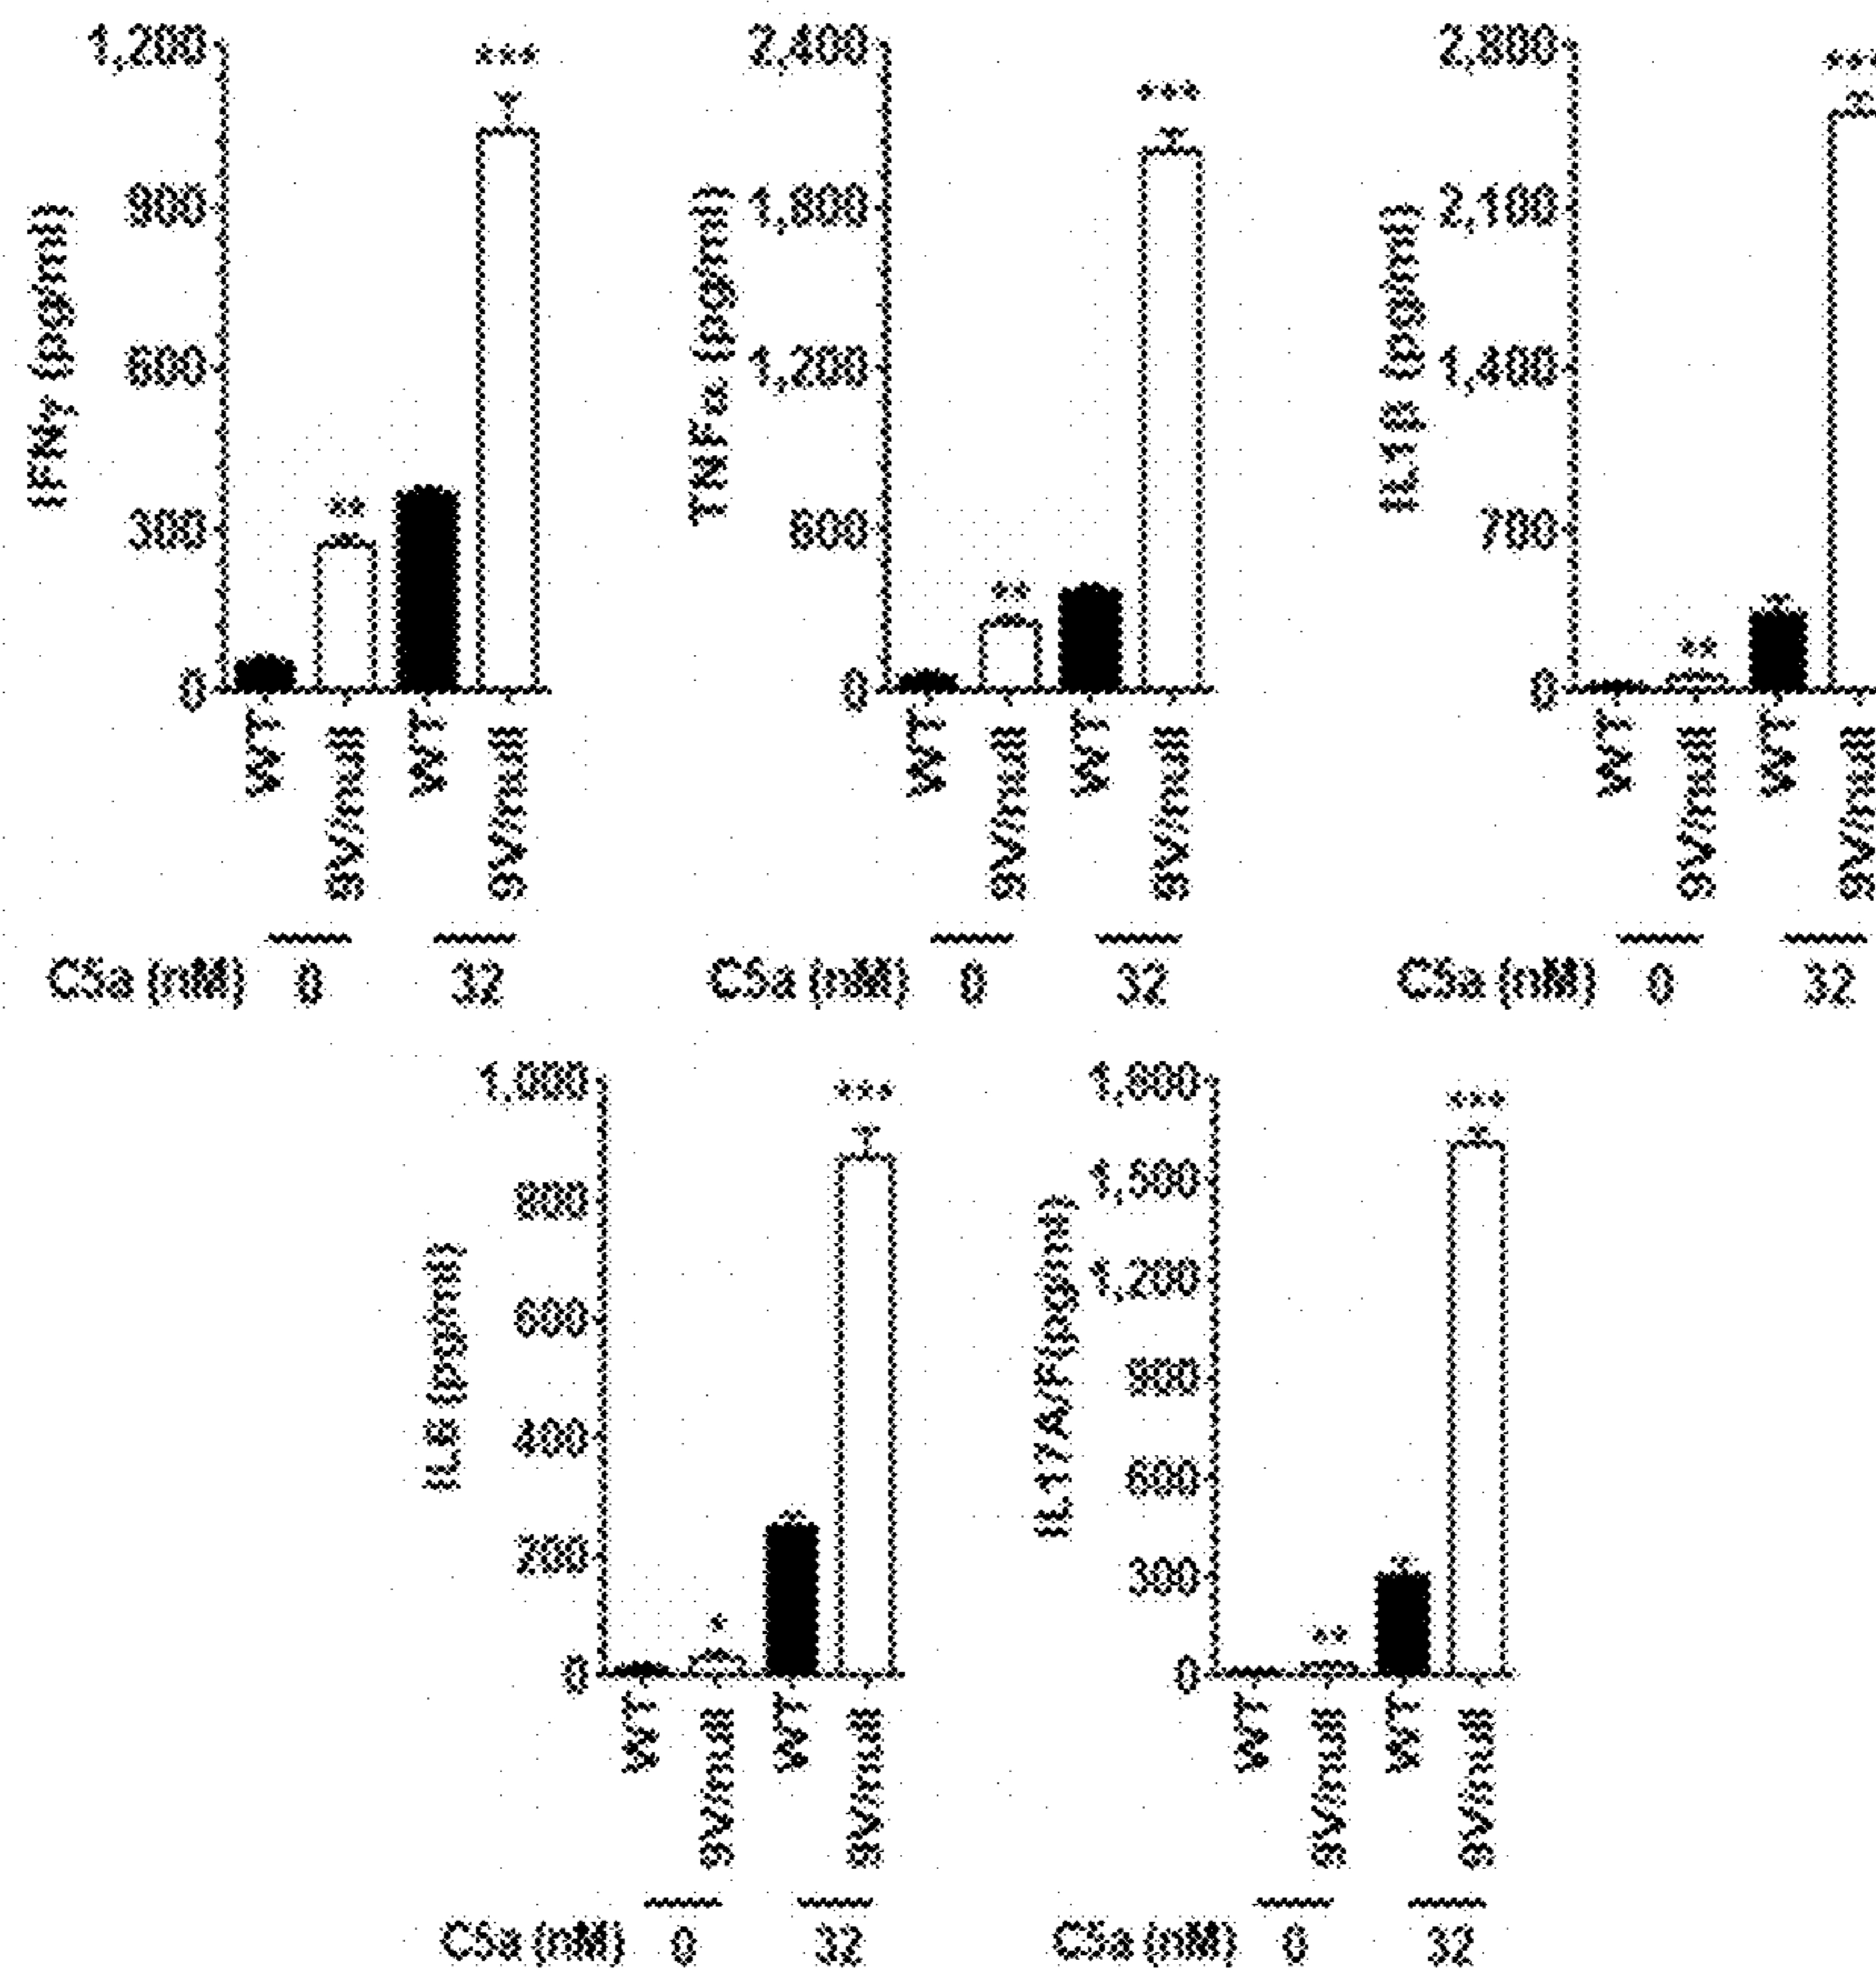 IFNγ (pg/ml)
1,200
900
600
300
0
**
***
WT
9V/null
WT
9V/null
C5a (nM)
0
32
TNFα (pg/ml)
2,400
1,800
1,200
600
0
**
***
WT
9V/null
WT
9V/null
C5a (nM)
0
32
IL1β (pg/ml)
2,800
2,100
1,400
700
0
**
***
WT
9V/null
WT
9V/null
C5a (nM)
0
32
(pg/ml)
1,000
800
600
400
200
0
*
***
WT
9V/null
WT
9V/null
C5a (nM)
0
32
IL17A/F(pg/ml)
1,800
1,500
1,200
900
600
300
0
**
***
WT
9V/null
WT
9V/null
C5a (nM)
0
32